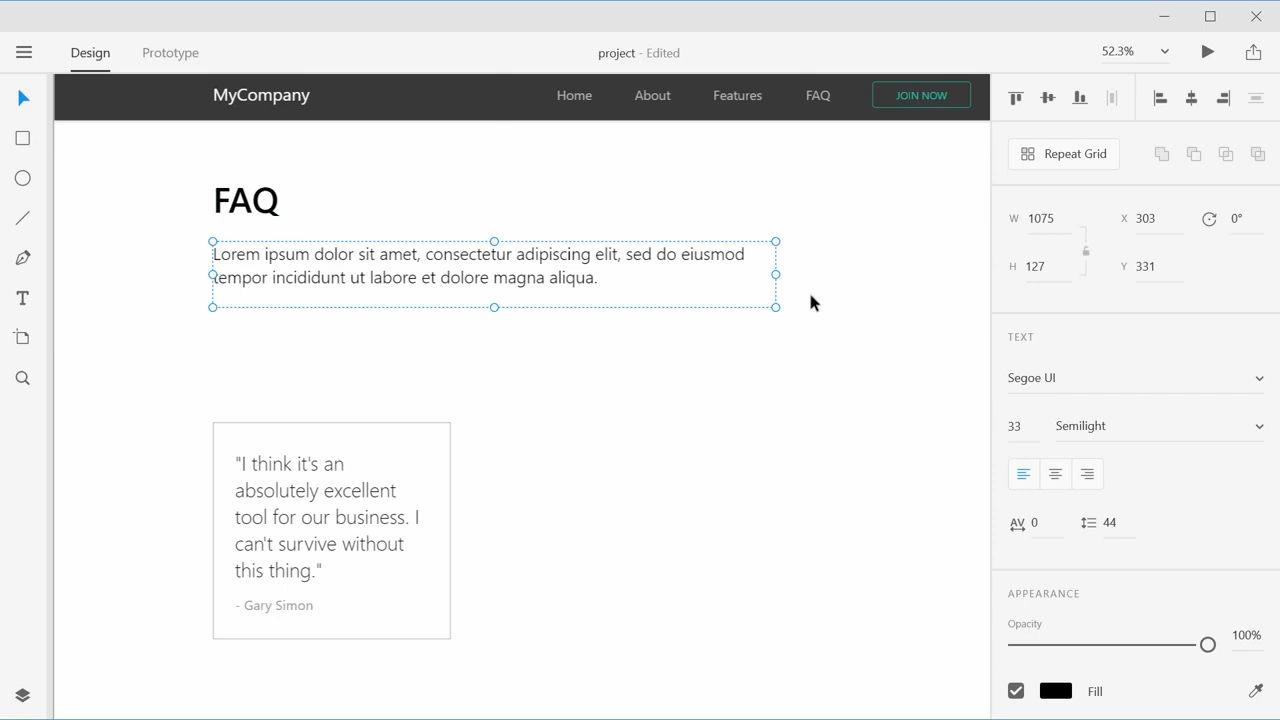 Design Prototype project - Edited 52.3%
MyCompany Home About Features FAQ JOIN NOW
Repeat Grid
FAQ
W 1075 X 303 0°
Lorem ipsum dolor sit amet, consectetur adipiscing elit, sed do eiusmod
tempor incididunt ut labore et dolore magna aliqua.
H 127 Y 331
TEXT
Segoe UI
33 Semilight
"I think it's an
absolutely excellent
tool for our business. I
can't survive without
this thing."
- Gary Simon
AV 0 44
APPEARANCE
Opacity
100%
Fill